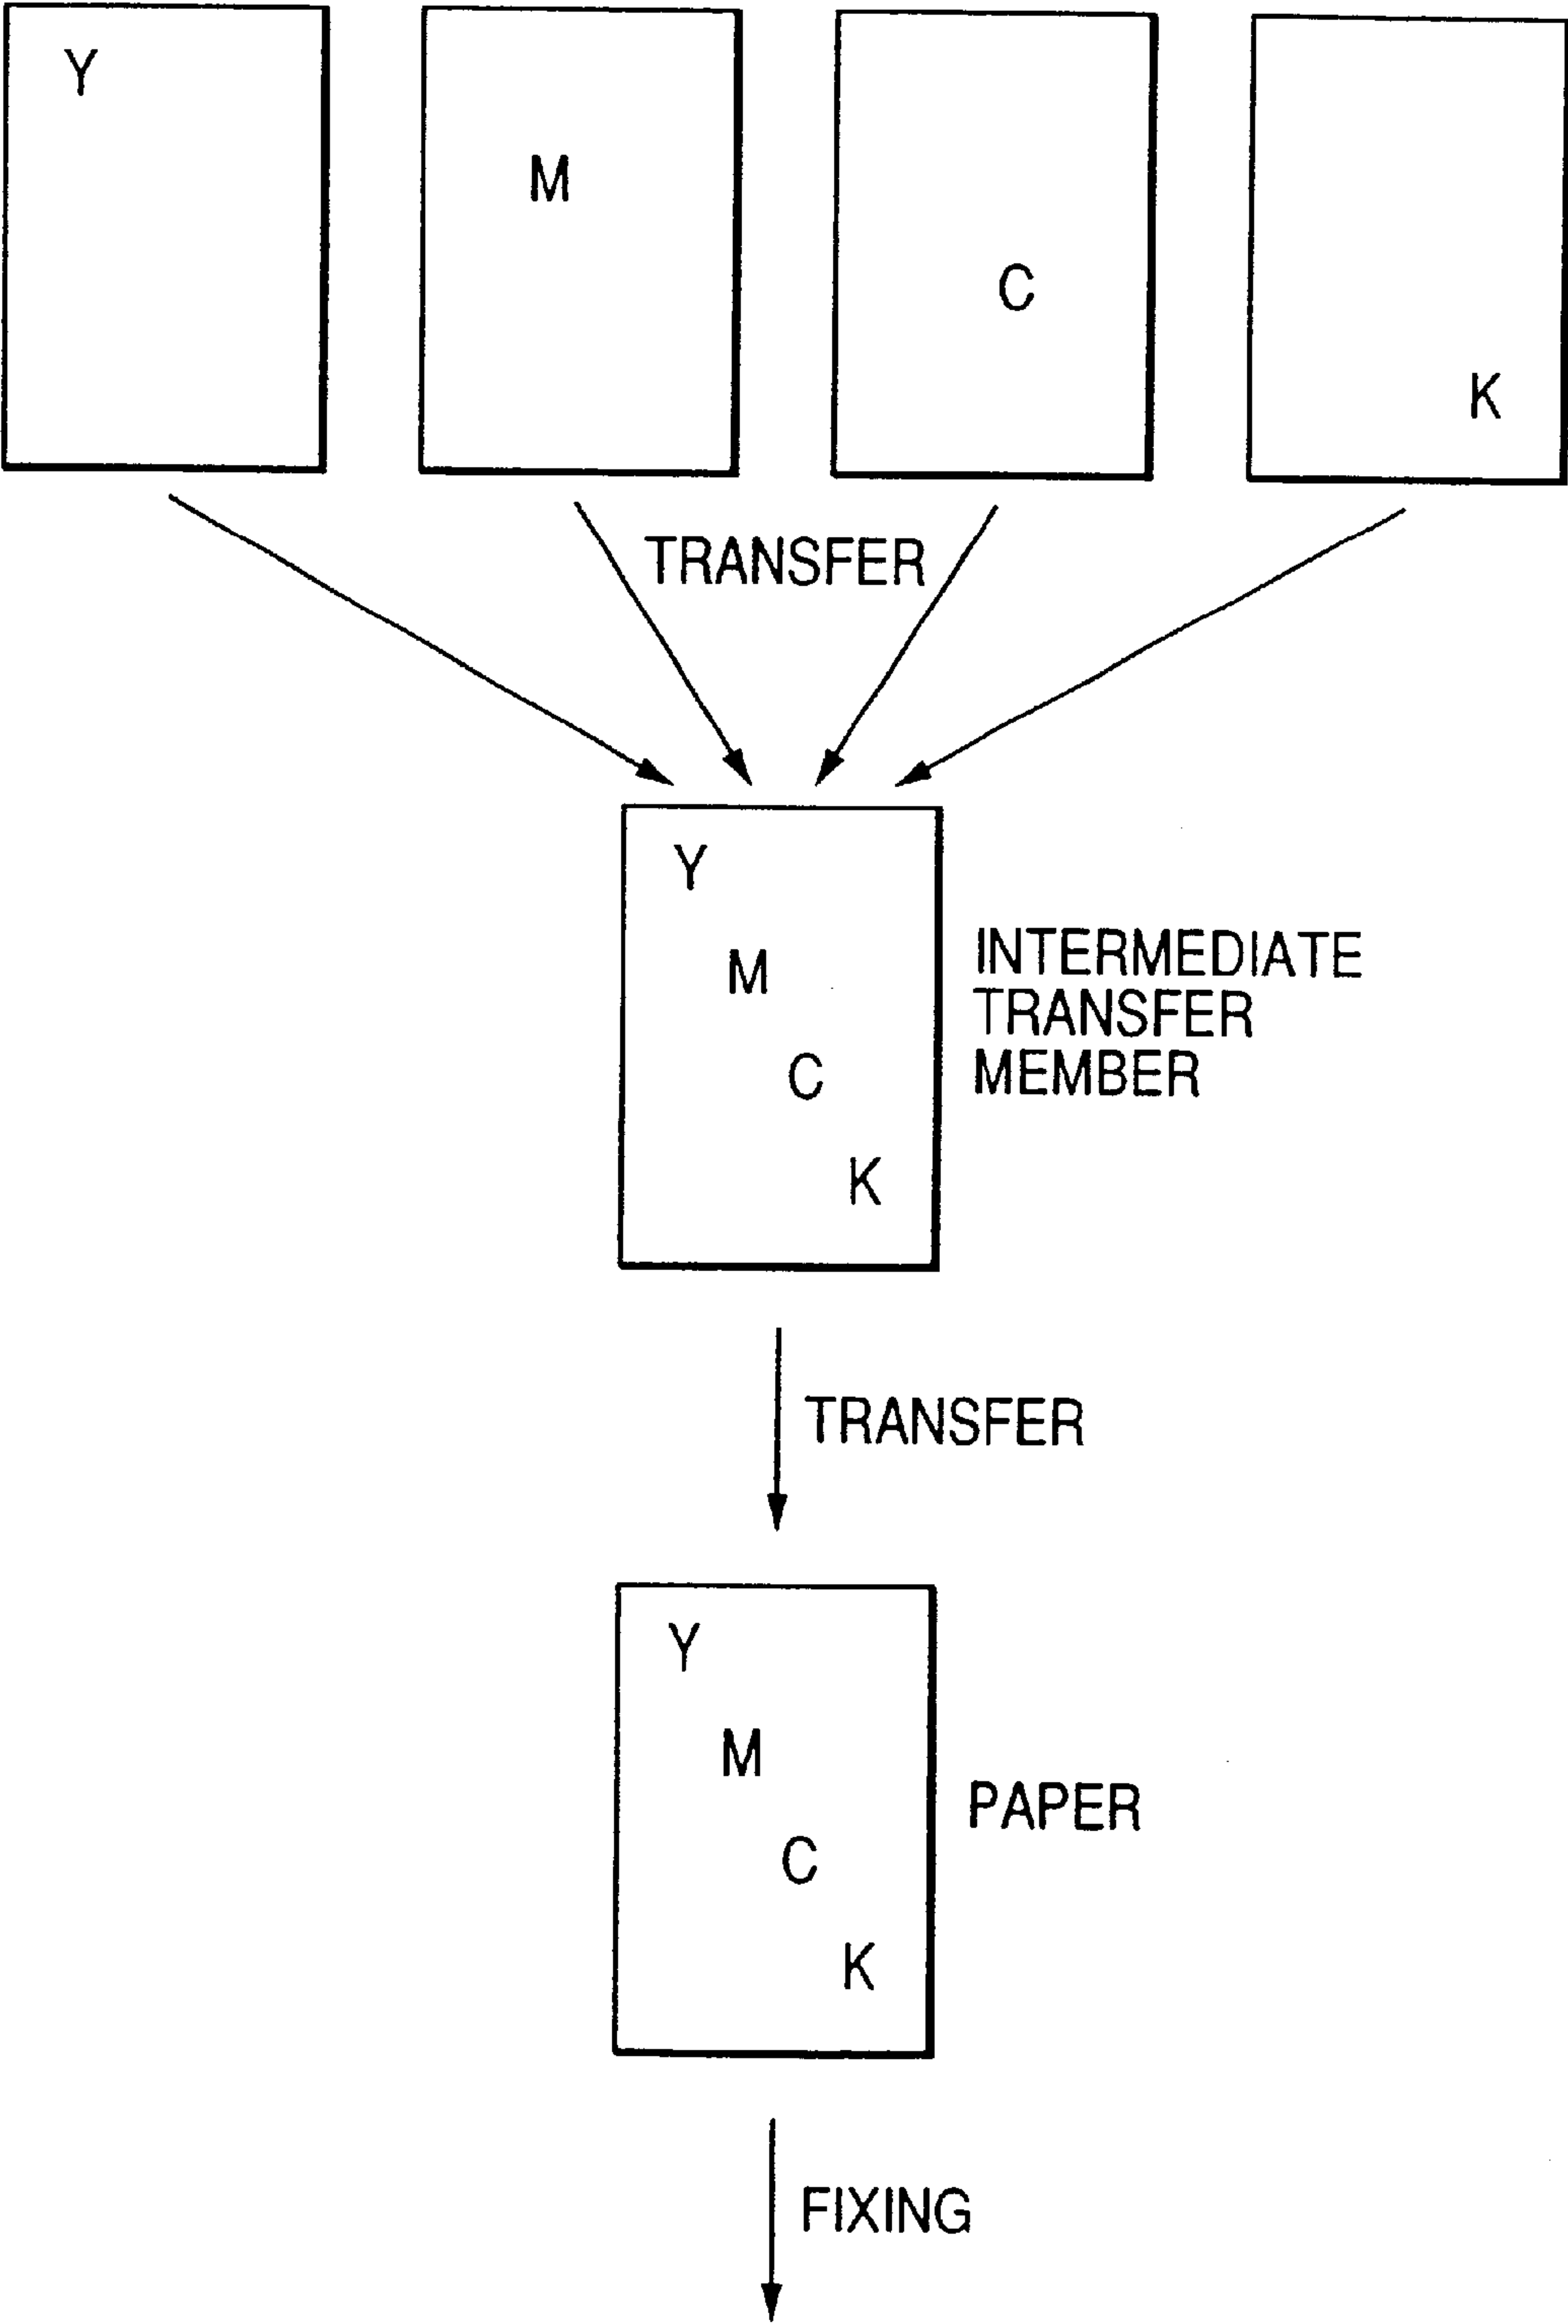 Y
M
C
K
TRANSFER
Y
M
C
K
INTERMEDIATE
TRANSFER
MEMBER
TRANSFER
Y
M
C
K
PAPER
FIXING